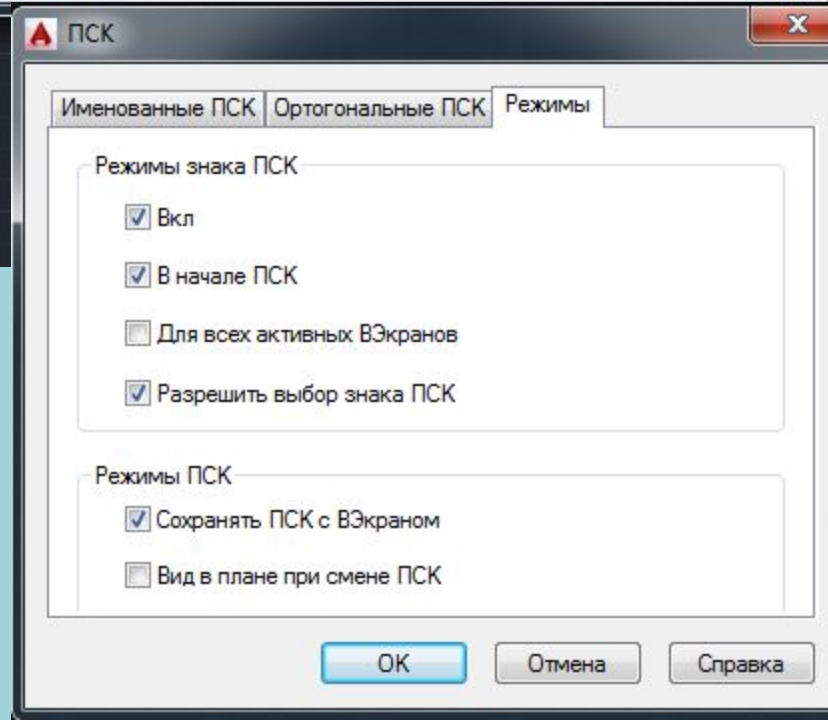 ПСК
Именованные ПСК Ортогональные ПСК Режимы
Режимы знака ПСК
Вкл
В начале ПСК
Для всех активных ВЭкранов
Разрешить выбор знака ПСК
Режимы ПСК
Сохранять ПСК с ВЭкраном
Вид в плане при смене ПСК
ОК Отмена Справка